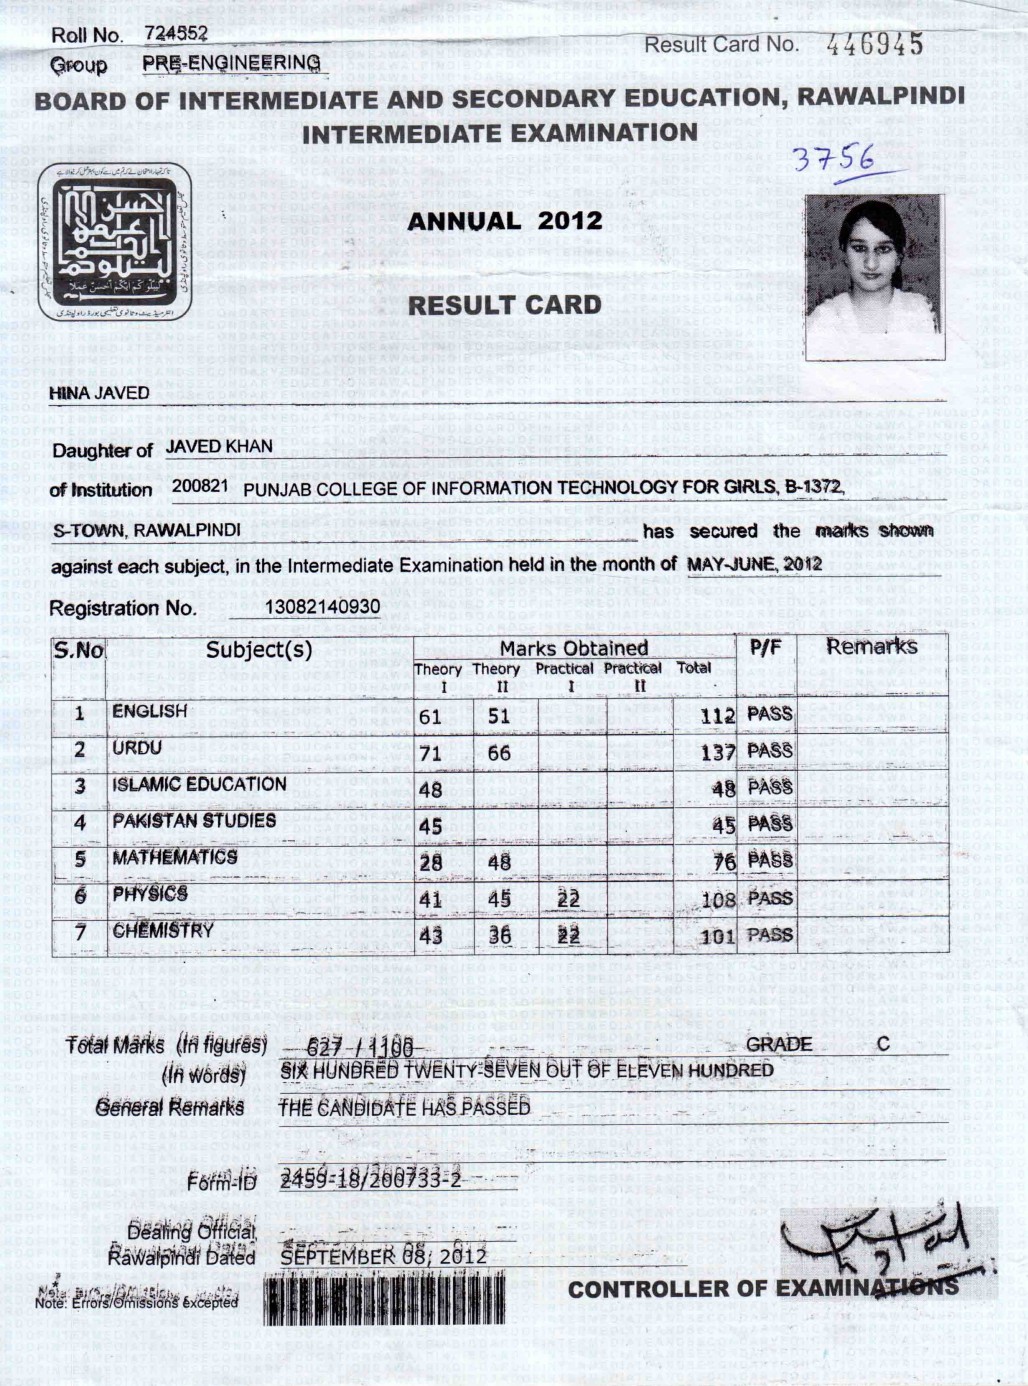 Roll No. 724552
Result Card No. 446945
Group PRE-ENGINEERING
BOARD OF INTERMEDIATE AND SECONDARY EDUCATION, RAWALPINDI
INTERMEDIATE EXAMINATION
3756
ANNUAL 2012
RESULT CARD
HINA JAVED
Daughter of JAVED KHAN
of Institution 200821 PUNJAB COLLEGE OF INFORMATION TECHNOLOGY FOR GIRLS, B-1372,
S-TOWN, RAWALPINDI has secured the marks shown
against each subject, in the Intermediate Examination held in the month of MAY-JUNE, 2012
Registration No. 13082140930
S.No Subject(s) Marks Obtained P/F Remarks
Theory I Theory II Practical I Practical II Total
1 ENGLISH 61 51 112 PASS
2 URDU 71 66 137 PASS
3 ISLAMIC EDUCATION 48 48 PASS
4 PAKISTAN STUDIES 45 45 PASS
5 MATHEMATICS 28 48 76 PASS
6 PHYSICS 41 45 22 108 PASS
7 CHEMISTRY 43 36 22 101 PASS
Total Marks (In figures) 627 / 1100 GRADE C
(In words) SIX HUNDRED TWENTY-SEVEN OUT OF ELEVEN HUNDRED
General Remarks THE CANDIDATE HAS PASSED
Form-ID 2459-18/200733-2
Dealing Official,
Rawalpindi Dated SEPTEMBER 08, 2012
CONTROLLER OF EXAMINATIONS
Note: Errors/Omissions excepted